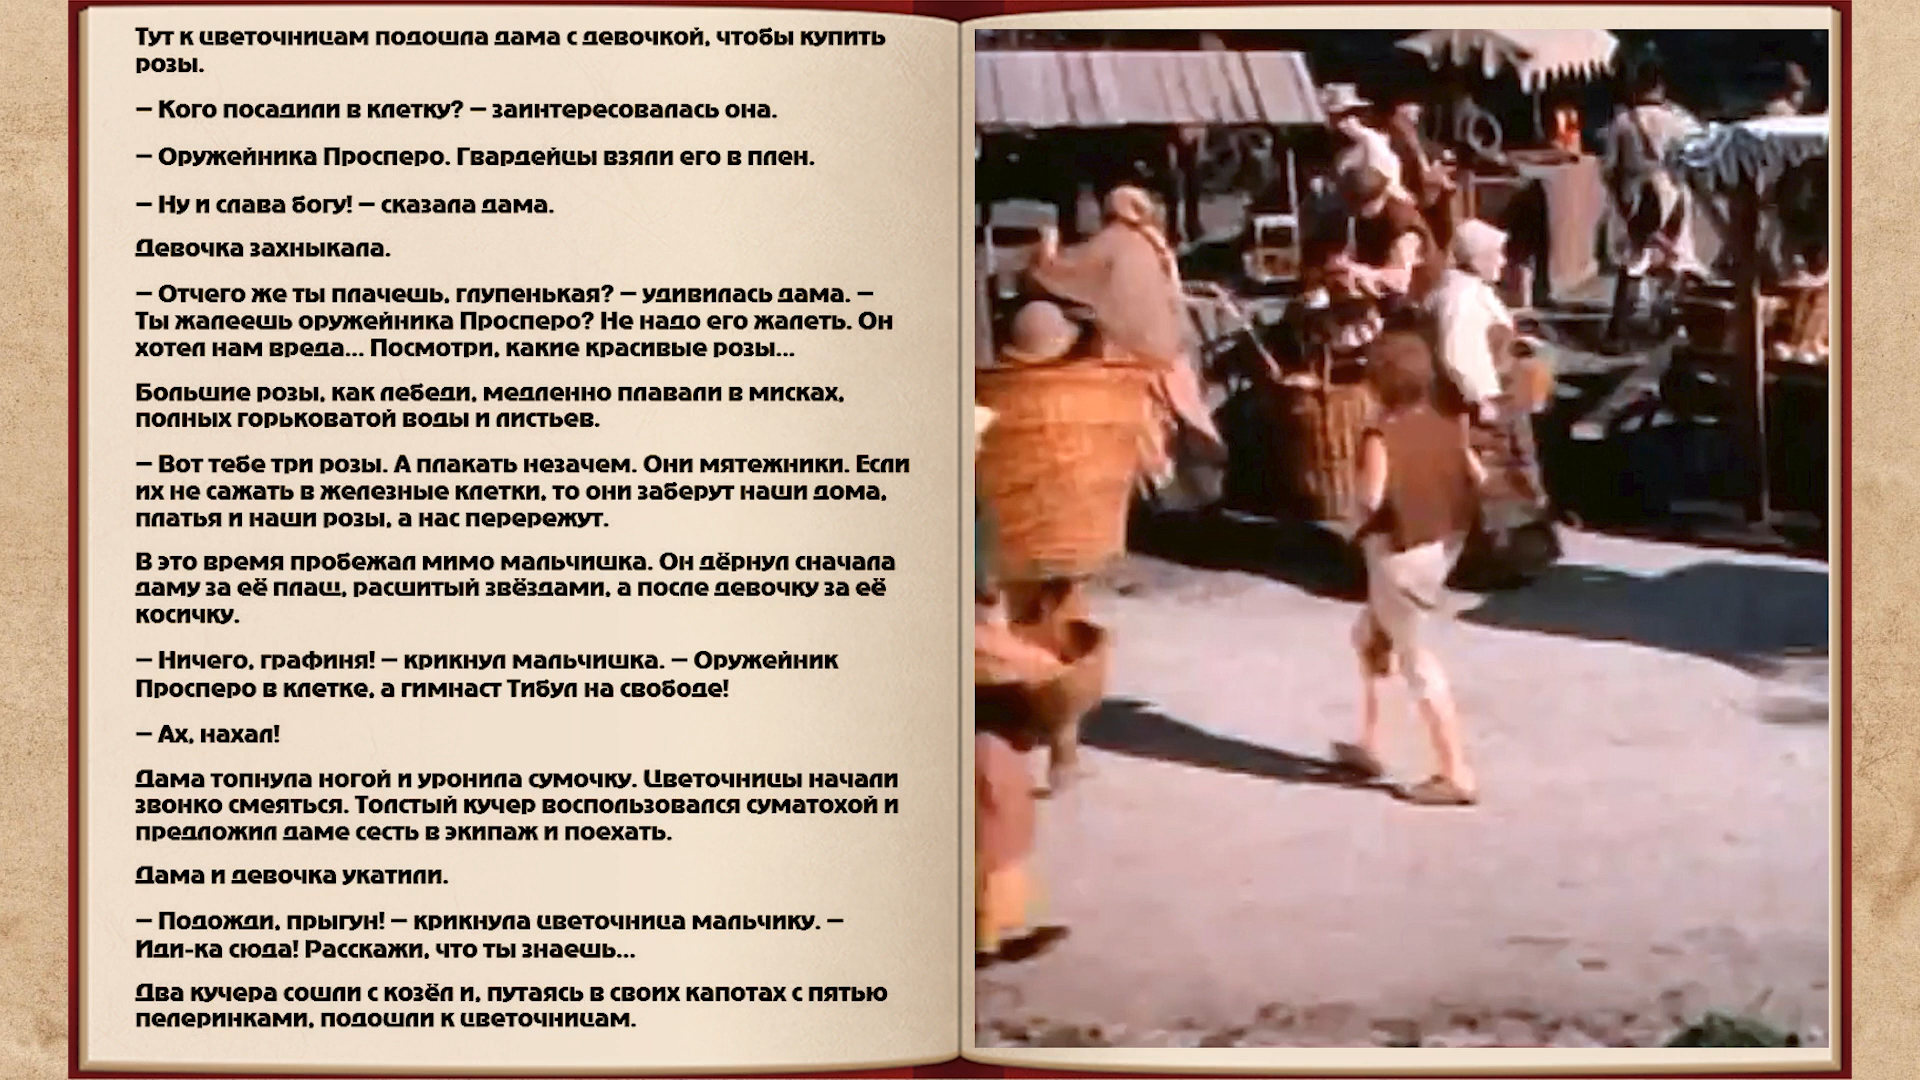 Тут к цветочницам подошла дама с девочкой, чтобы купить
розы.
— Кого посадили в клетку? — заинтересовалась она.
— Оружейника Просперо. Гвардейцы взяли его в плен.
— Ну и слава богу! — сказала дама.
Девочка захныкала.
— Отчего же ты плачешь, глупенькая? — удивилась дама. —
Ты жалеешь оружейника Просперо? Не надо его жалеть. Он
хотел нам вреда... Посмотри, какие красивые розы...
Большие розы, как лебеди, медленно плавали в мисках,
полных горьковатой воды и листьев.
— Вот тебе три розы. А плакать незачем. Они мятежники. Если
их не сажать в железные клетки, то они заберут наши дома,
платья и наши розы, а нас перережут.
В это время пробежал мимо мальчишка. Он дёрнул сначала
даму за её плащ, расшитый звёздами, а после девочку за её
косичку.
— Ничего, графиня! — крикнул мальчишка. — Оружейник
Просперо в клетке, а гимнаст Тибул на свободе!
— Ах, нахал!
Дама топнула ногой и уронила сумочку. Цветочницы начали
звонко смеяться. Толстый кучер воспользовался суматохой и
предложил даме сесть в экипаж и поехать.
Дама и девочка укатили.
— Подожди, прыгун! — крикнула цветочница мальчику. —
Иди-ка сюда! Расскажи, что ты знаешь...
Два кучера сошли с козёл и, путаясь в своих капотах с пятью
пелеринками, подошли к цветочницам.